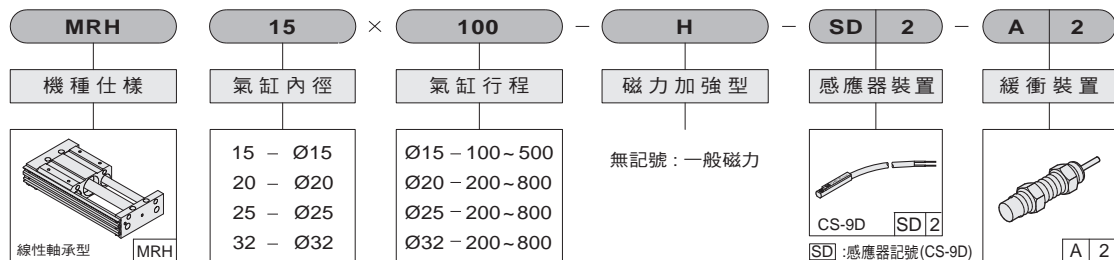 MRH 15 × 100 – H – SD 2 – A 2
機種仕樣 氣缸內徑 氣缸行程 磁力加強型 感應器裝置 緩衝裝置
線性軸承型 MRH
15 – Ø15
20 – Ø20
25 – Ø25
32 – Ø32
Ø15–100~500
Ø20–200~800
Ø25–200~800
Ø32–200~800
無記號:一般磁力
CS-9D SD 2
SD :感應器記號(CS-9D)
A 2